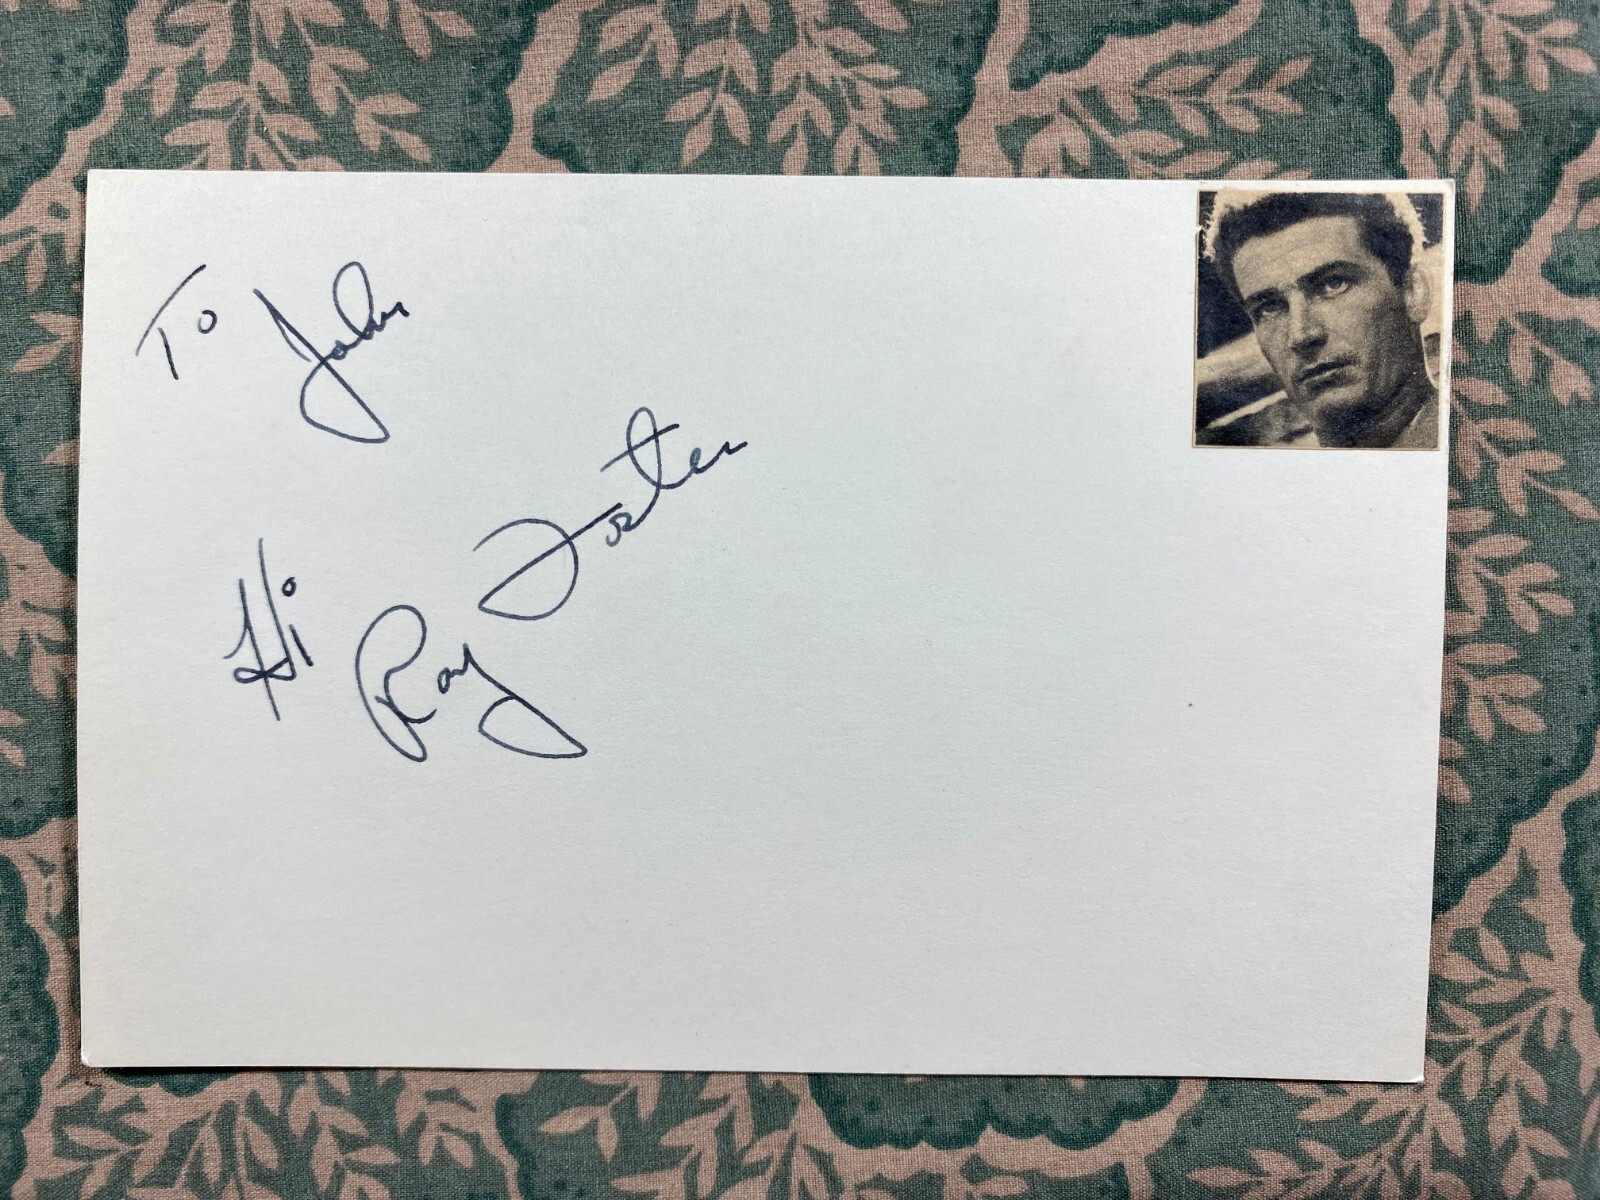 To John
Hi Ray Foster